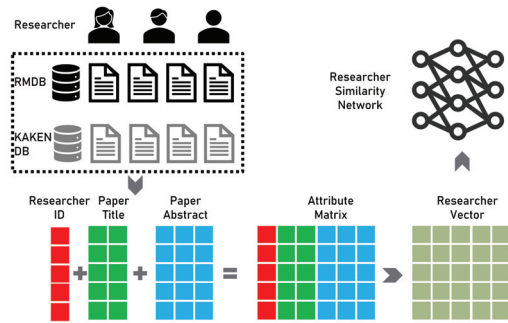 Researcher
RMDB
KAKEN
DB
Researcher
Similarity
Network
Researcher
ID
Paper
Title
Paper
Abstract
Attribute
Matrix
Researcher
Vector